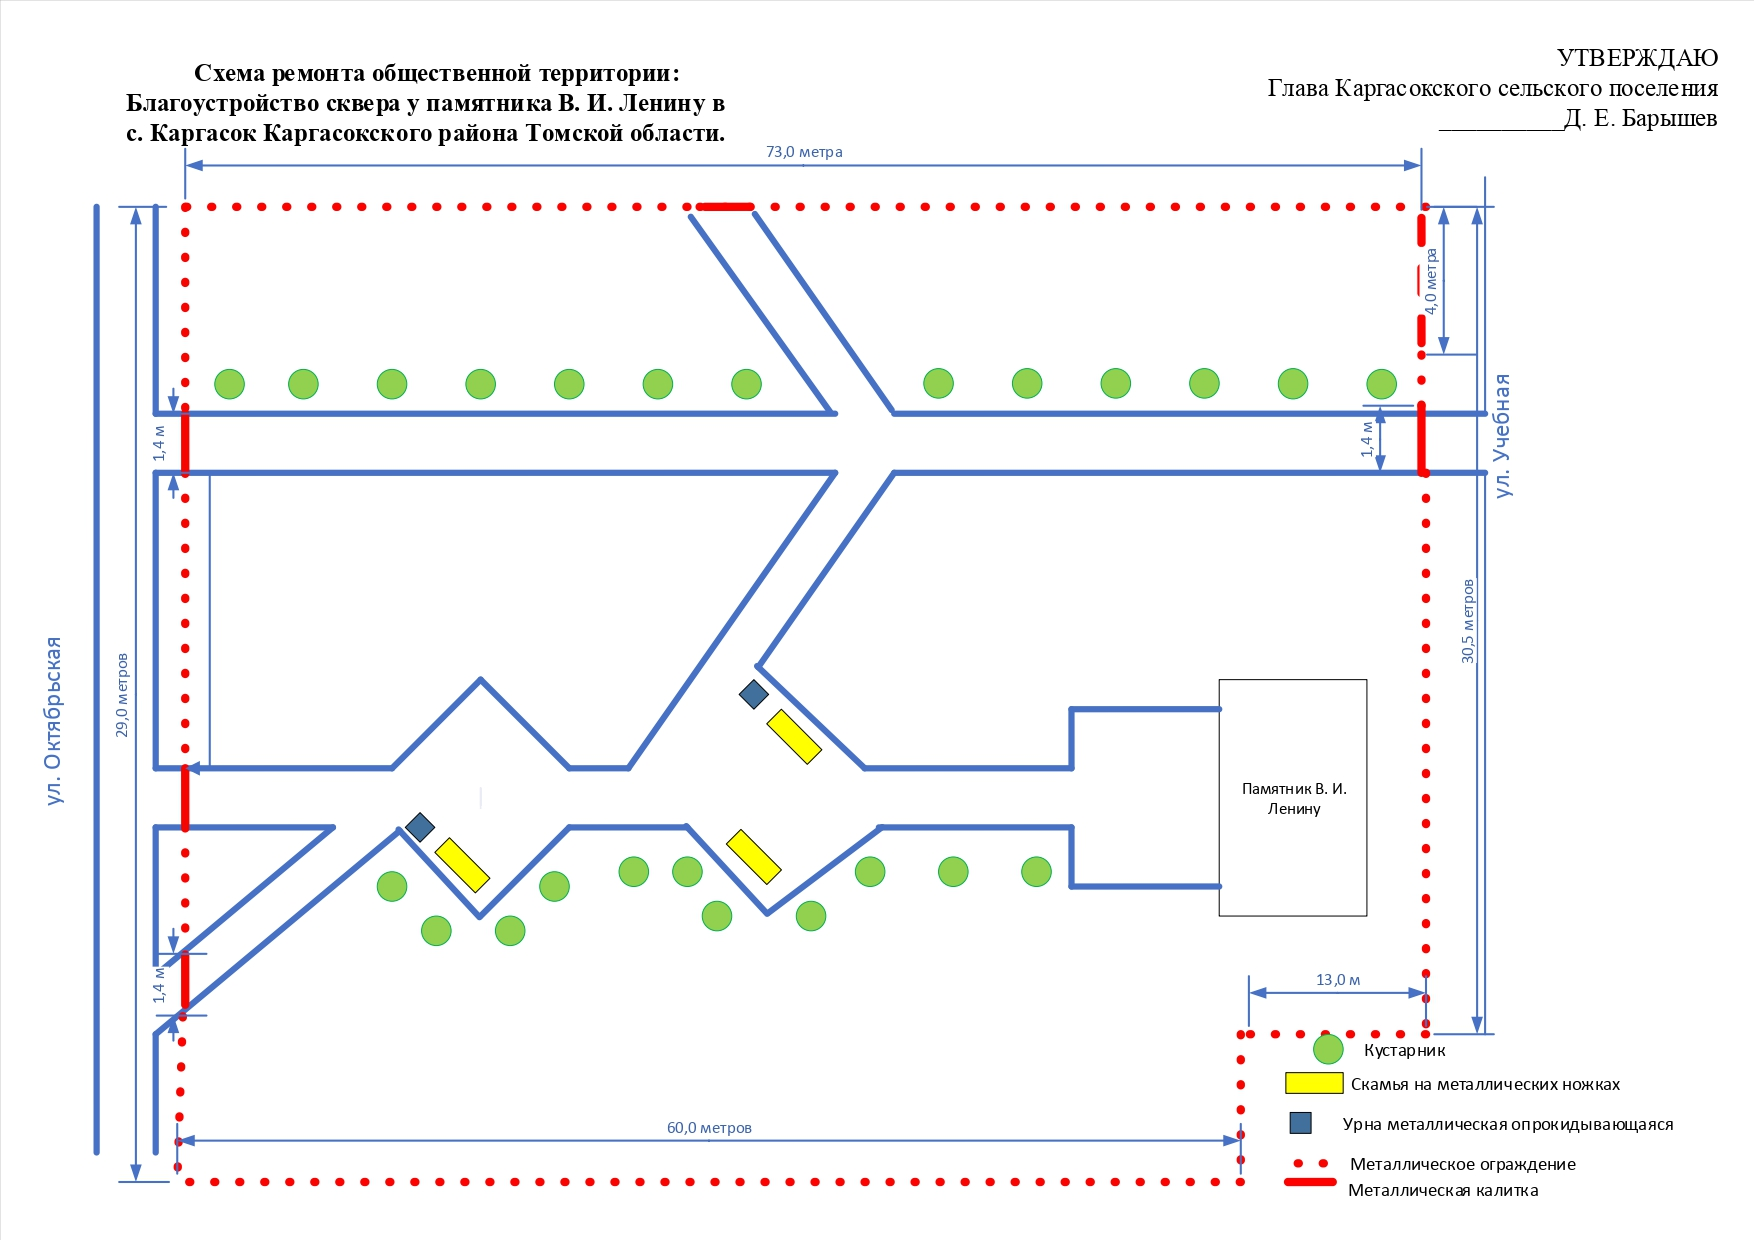 Схема ремонта общественной территории:
Благоустройство сквера у памятника В. И. Ленину в
с. Каргасок Каргасокского района Томской области.
УТВЕРЖДАЮ
Глава Каргасокского сельского поселения
__________Д. Е. Барышев
73,0 метра
4,0 метра
ул. Учебная
1,4 м
1,4 м
30,5 метров
29,0 метров
ул. Октябрьская
Памятник В. И.
Ленину
1,4 м
13,0 м
60,0 метров
Кустарник
Скамья на металлических ножках
Урна металлическая опрокидывающаяся
Металлическое ограждение
Металлическая калитка